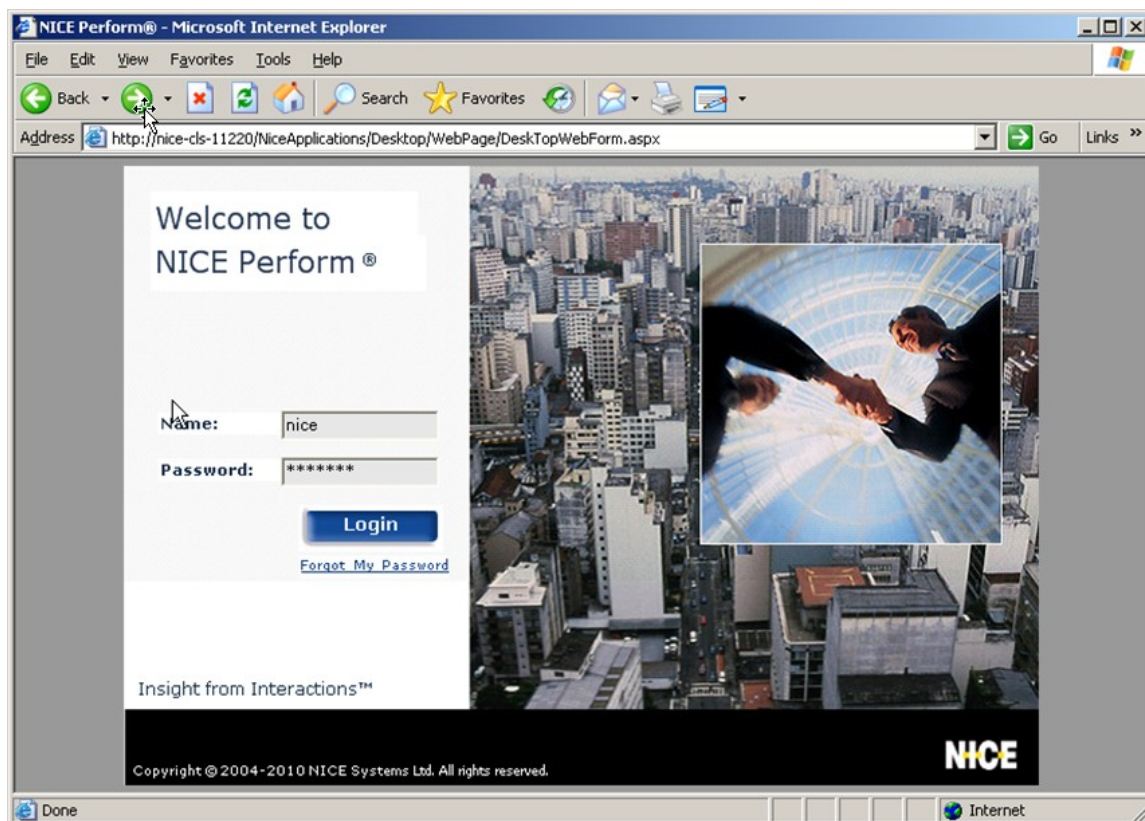 NICE Perform® - Microsoft Internet Explorer
File Edit View Favorites Tools Help
Back Search Favorites
Address http://nice-cls-11220/NiceApplications/Desktop/WebPage/DeskTopWebForm.aspx Go Links »
Welcome to
NICE Perform ®
Name: nice
Password: *******
Login
Forgot My Password
Insight from Interactions™
NICE
Copyright © 2004-2010 NICE Systems Ltd. All rights reserved.
Done Internet